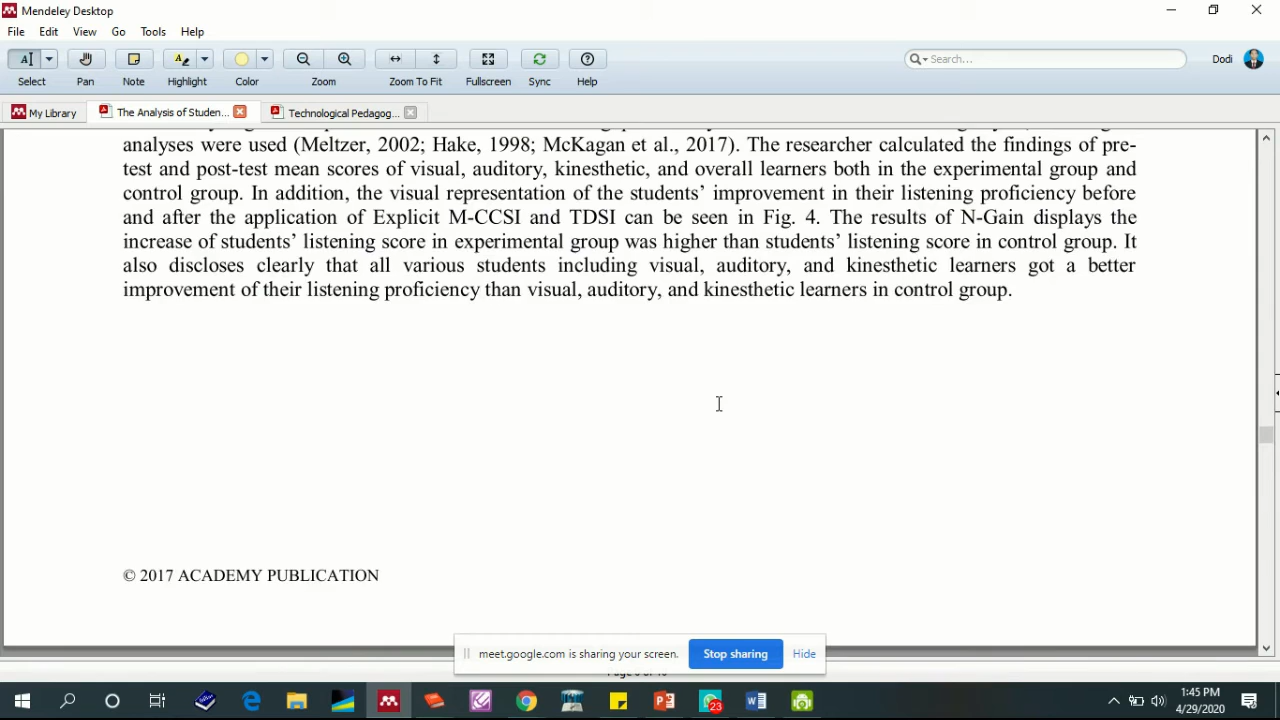 Mendeley Desktop
File Edit View Go Tools Help
Search... Dodi
Select Pan Note Highlight Color Zoom Zoom To Fit Fullscreen Sync Help
My Library The Analysis of Studen... Technological Pedagog...
analyses were used (Meltzer, 2002; Hake, 1998; McKagan et al., 2017). The researcher calculated the findings of pre-
test and post-test mean scores of visual, auditory, kinesthetic, and overall learners both in the experimental group and
control group. In addition, the visual representation of the students' improvement in their listening proficiency before
and after the application of Explicit M-CCSI and TDSI can be seen in Fig. 4. The results of N-Gain displays the
increase of students' listening score in experimental group was higher than students' listening score in control group. It
also discloses clearly that all various students including visual, auditory, and kinesthetic learners got a better
improvement of their listening proficiency than visual, auditory, and kinesthetic learners in control group.
© 2017 ACADEMY PUBLICATION
meet.google.com is sharing your screen. Stop sharing Hide
23
1:45 PM
4/29/2020